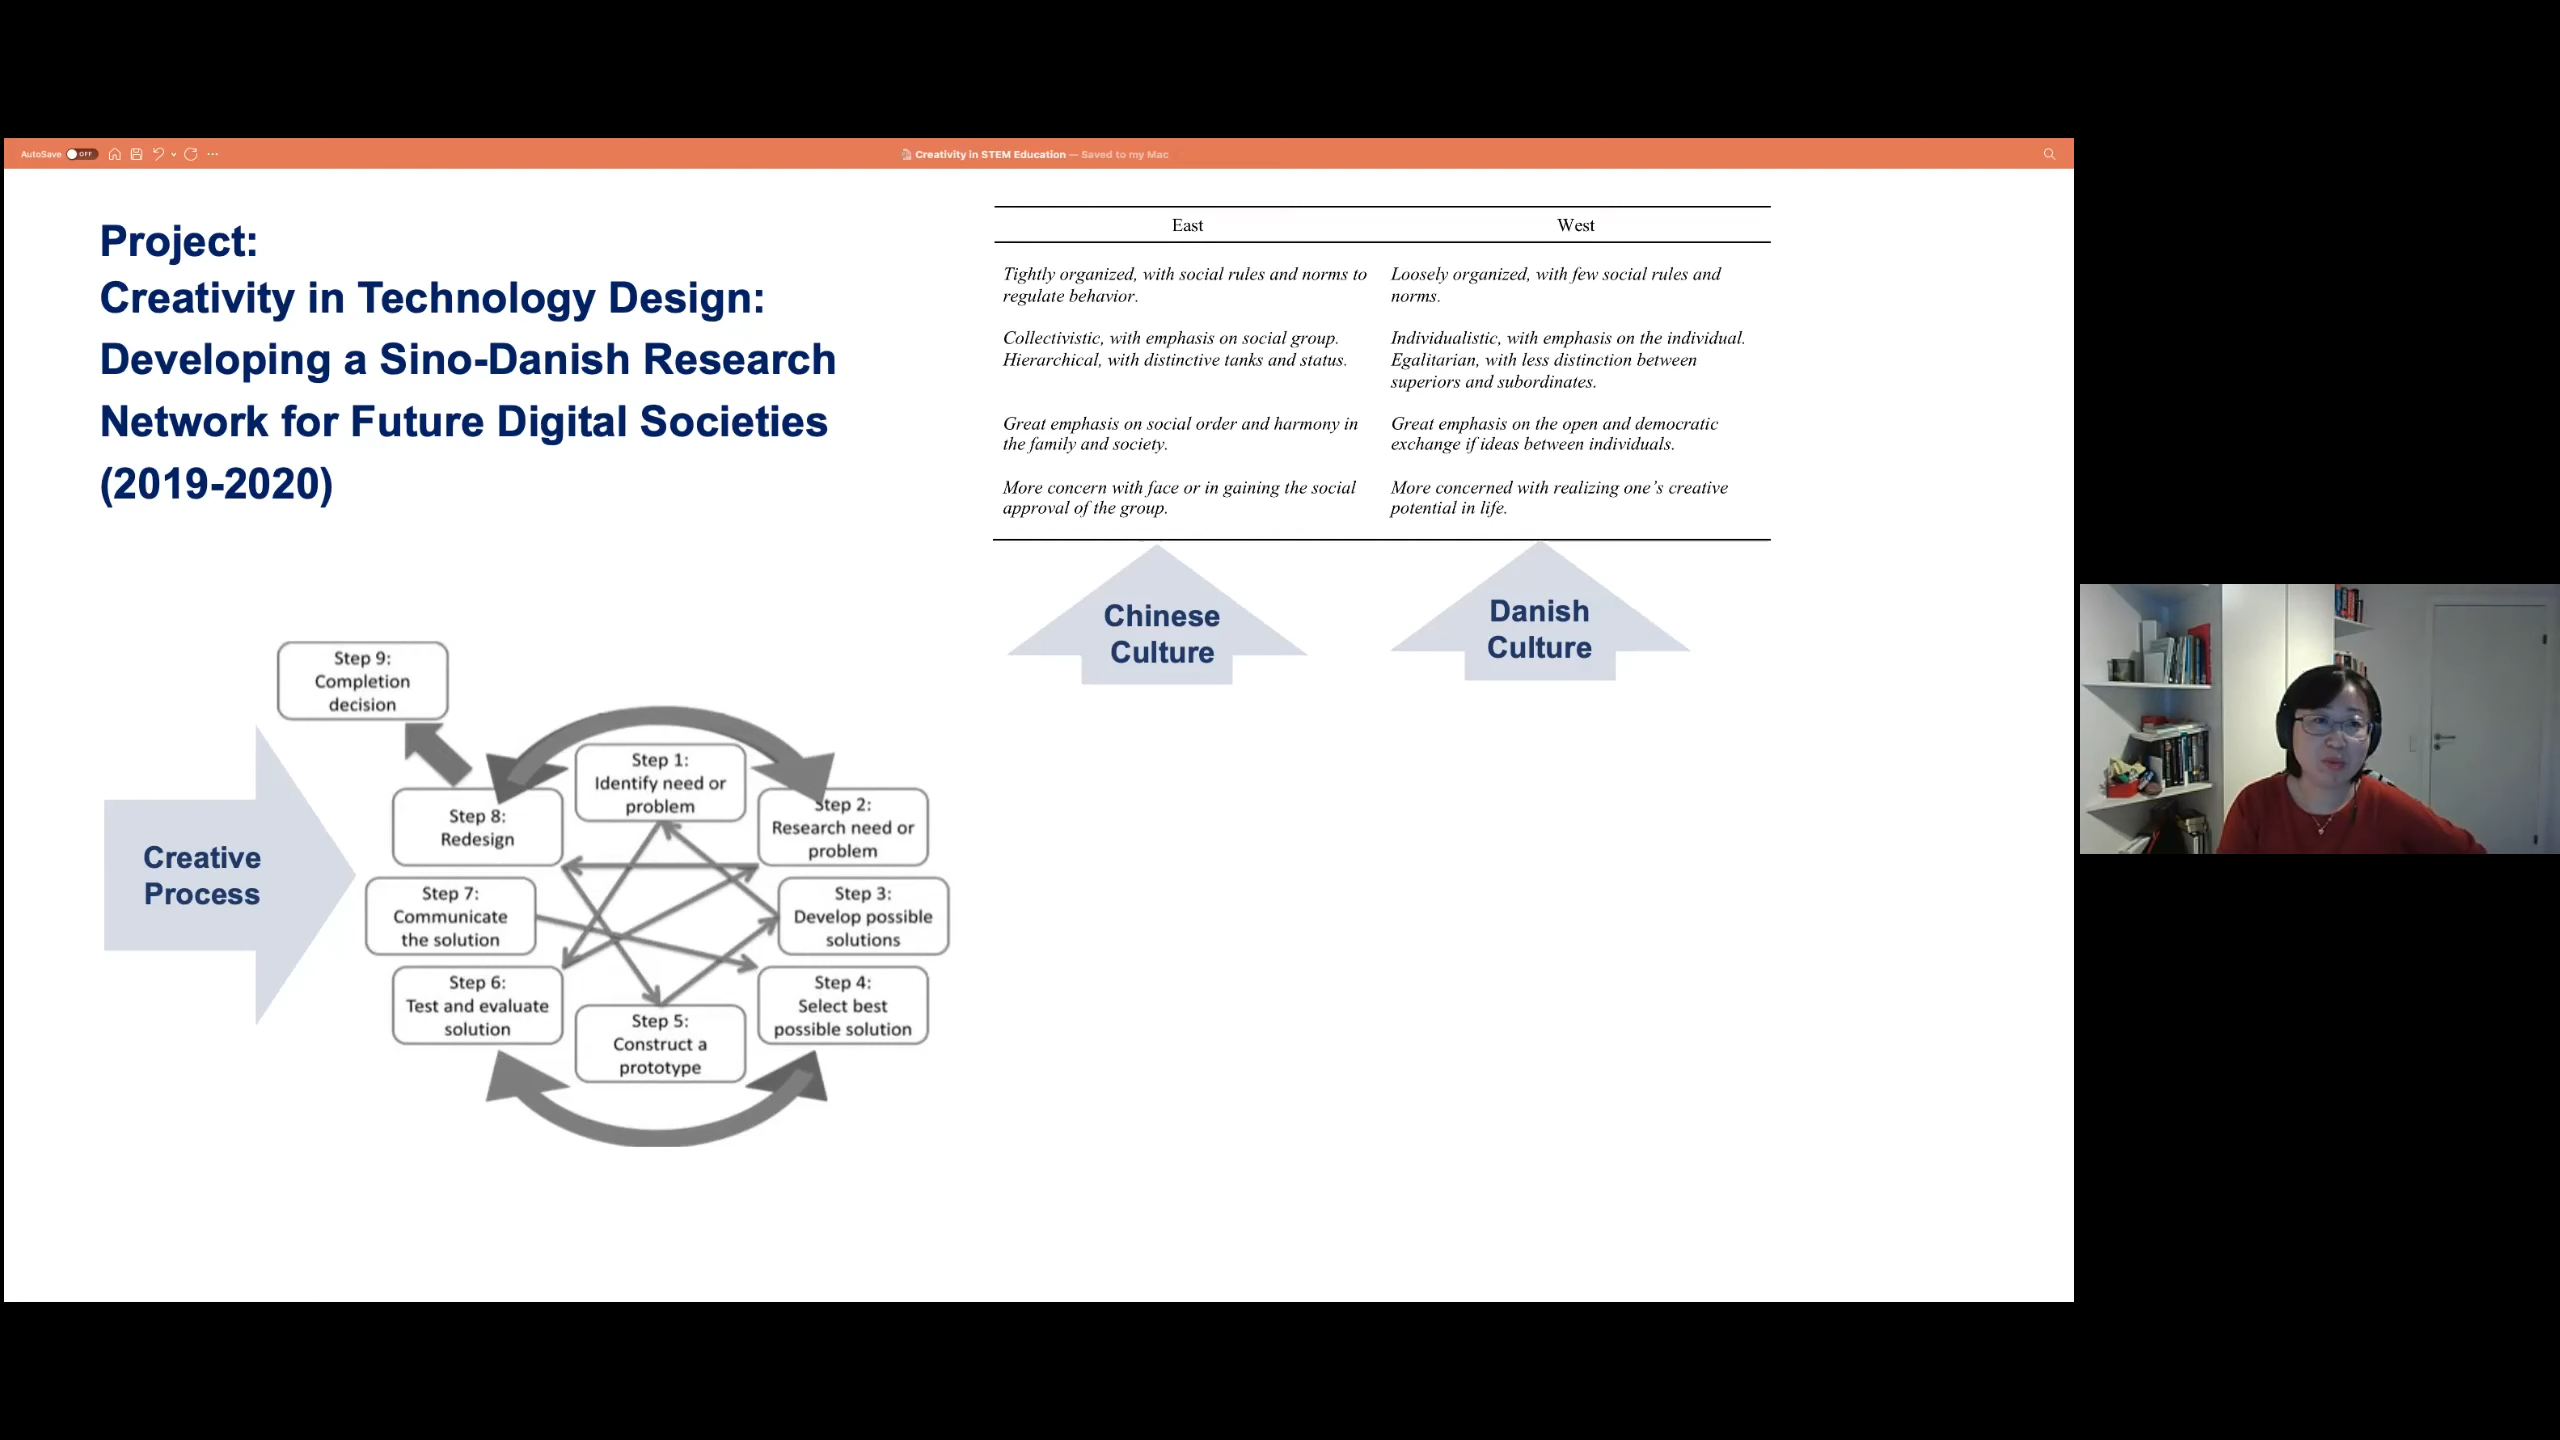 AutoSave OFF
Creativity in STEM Education — Saved to my Mac
Project:
Creativity in Technology Design:
Developing a Sino-Danish Research
Network for Future Digital Societies
(2019-2020)
East West
Tightly organized, with social rules and norms to
regulate behavior.
Loosely organized, with few social rules and
norms.
Collectivistic, with emphasis on social group.
Hierarchical, with distinctive tanks and status.
Individualistic, with emphasis on the individual.
Egalitarian, with less distinction between
superiors and subordinates.
Great emphasis on social order and harmony in
the family and society.
Great emphasis on the open and democratic
exchange if ideas between individuals.
More concern with face or in gaining the social
approval of the group.
More concerned with realizing one’s creative
potential in life.
Chinese
Culture
Danish
Culture
Creative
Process
Step 9:
Completion
decision
Step 1:
Identify need or
problem
Step 2:
Research need or
problem
Step 3:
Develop possible
solutions
Step 4:
Select best
possible solution
Step 5:
Construct a
prototype
Step 6:
Test and evaluate
solution
Step 7:
Communicate
the solution
Step 8:
Redesign